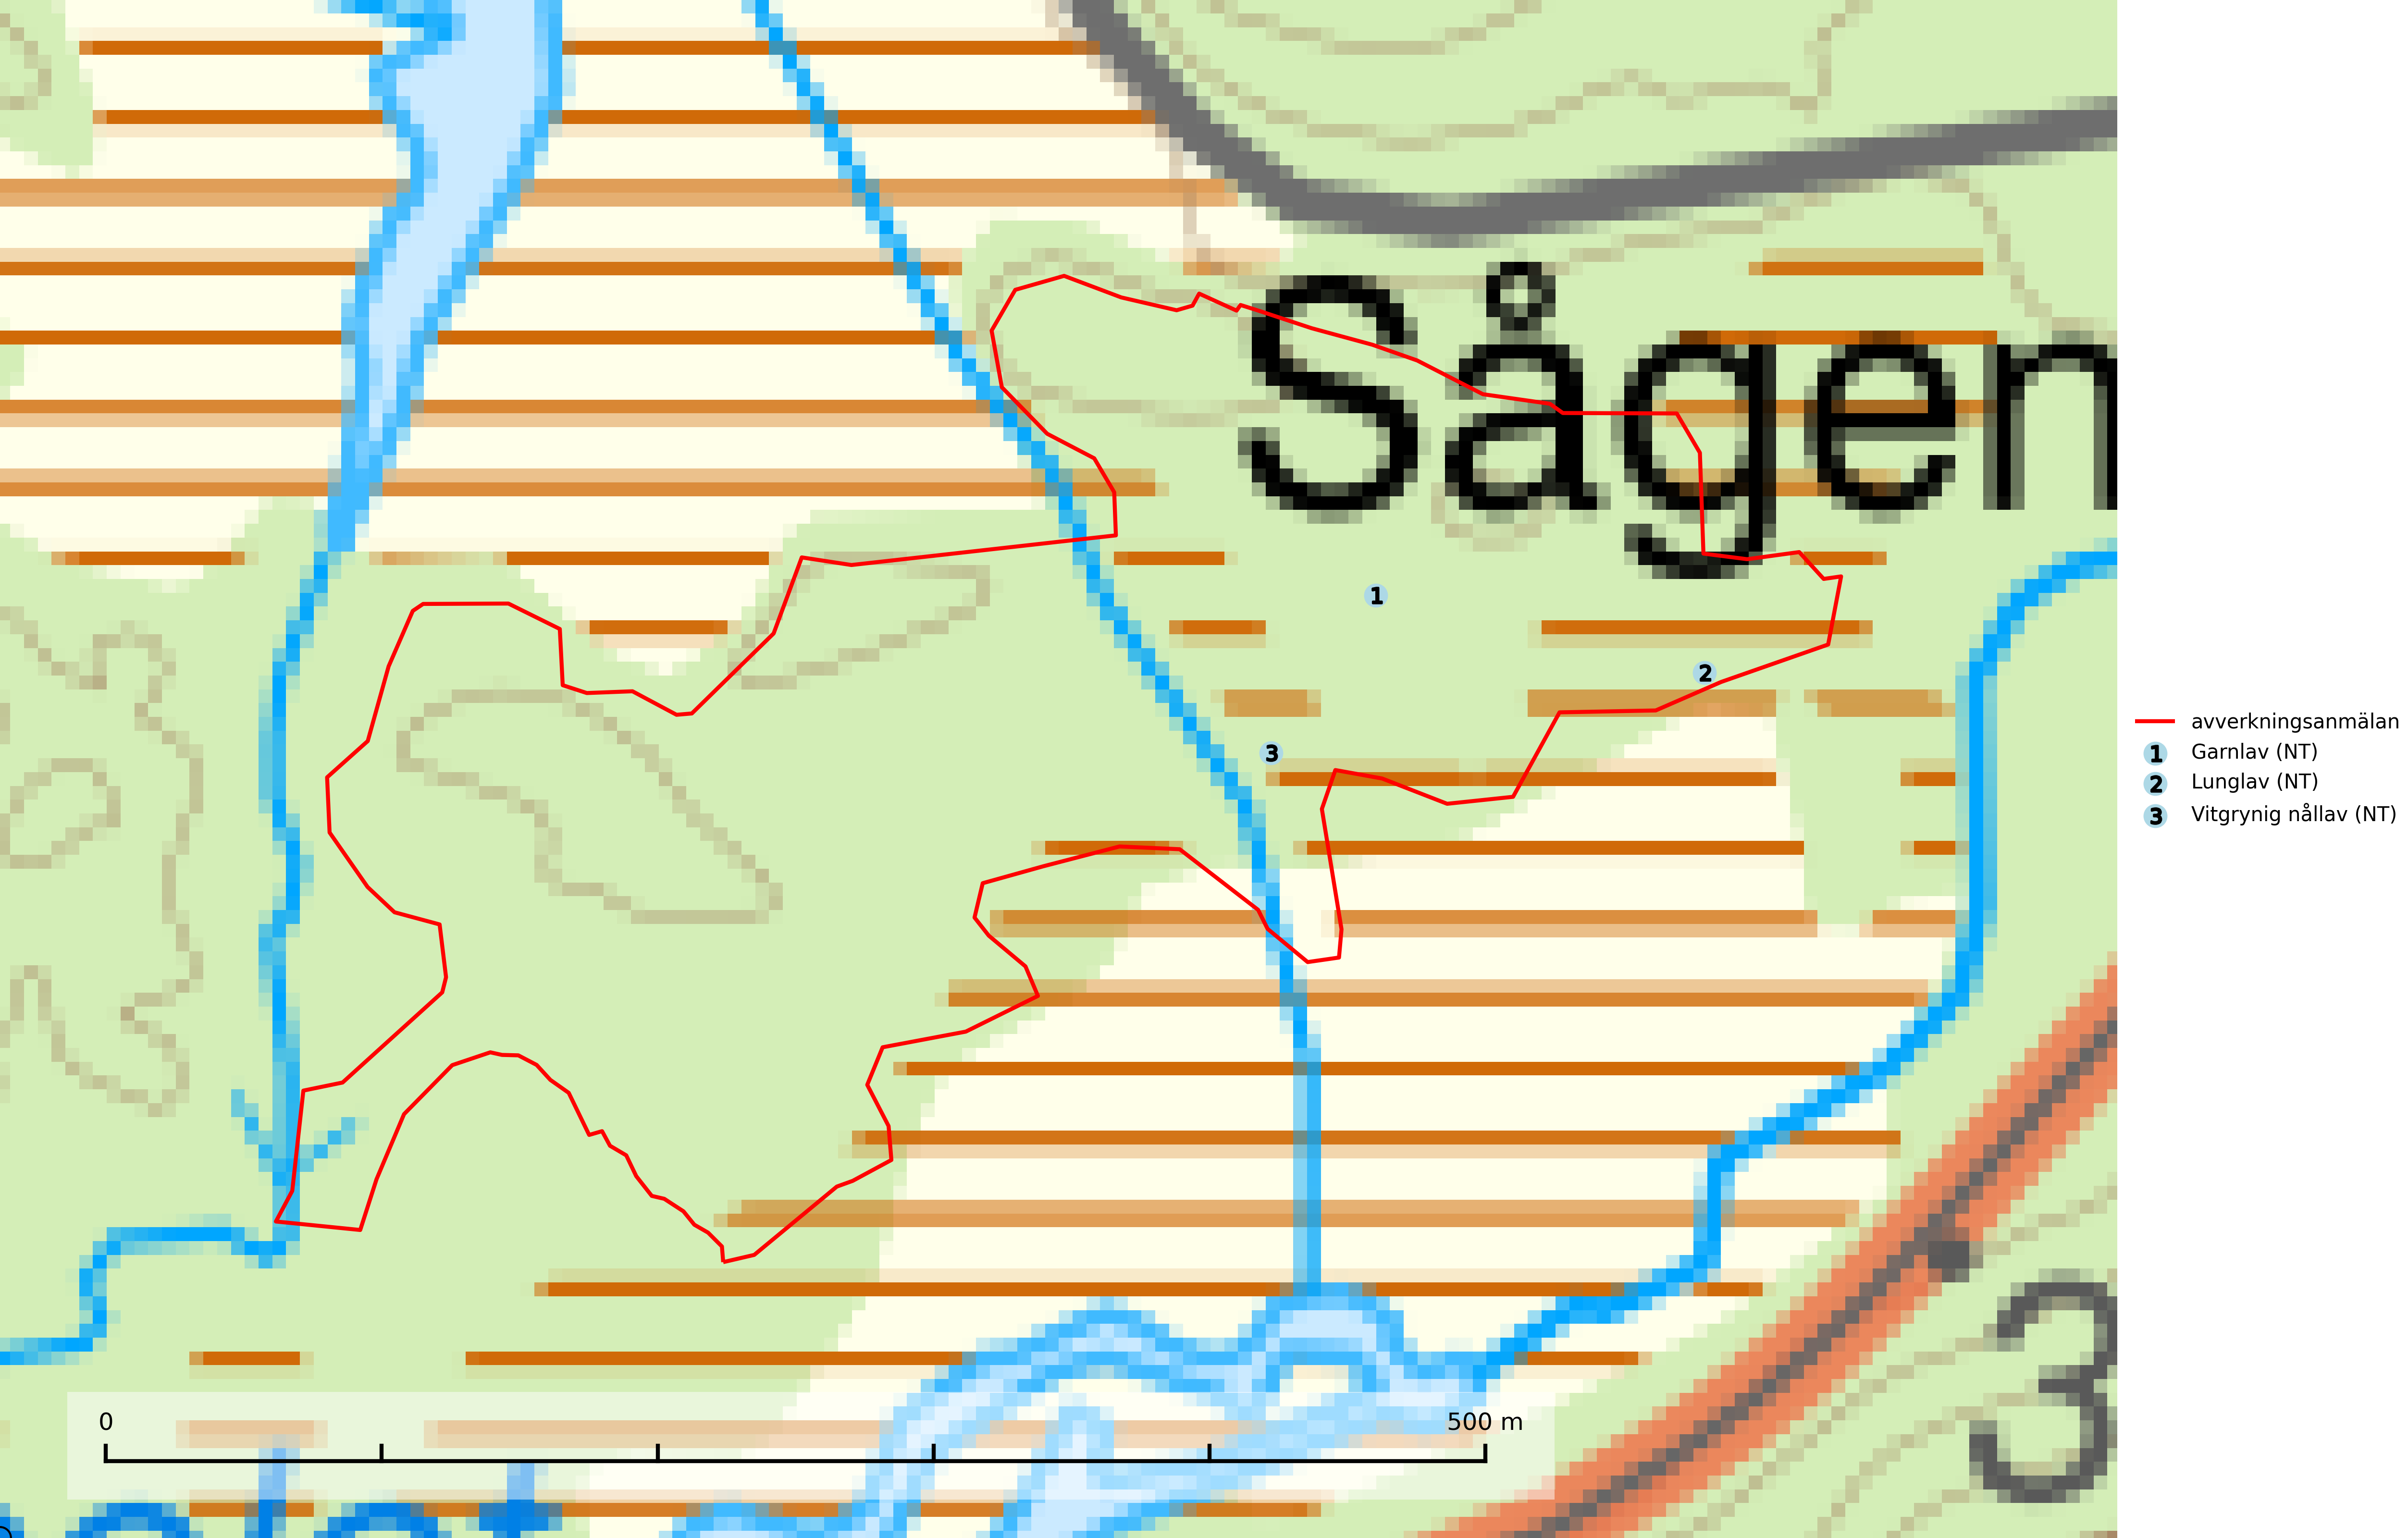 Sågen
1
2
3
avverkningsanmälan
1 Garnlav (NT)
2 Lunglav (NT)
3 Vitgrynig nållav (NT)
3
0 500 m